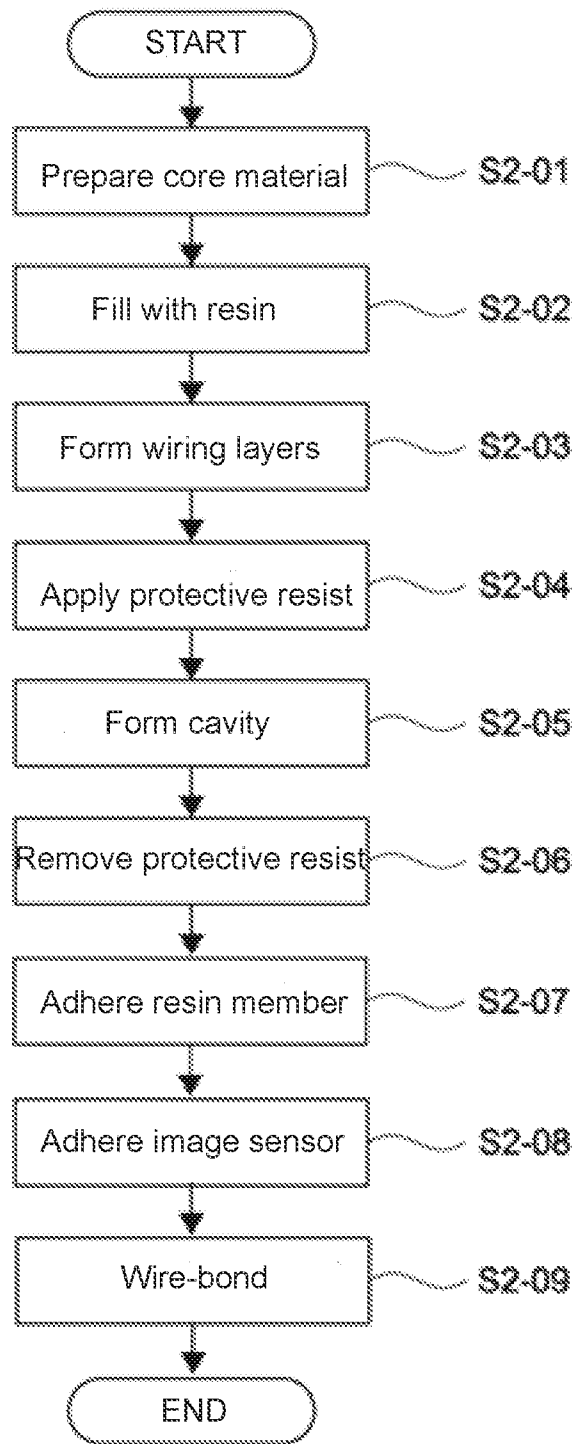 START
Prepare core material S2-01
Fill with resin S2-02
Form wiring layers S2-03
Apply protective resist S2-04
Form cavity S2-05
Remove protective resist S2-06
Adhere resin member S2-07
Adhere image sensor S2-08
Wire-bond S2-09
END